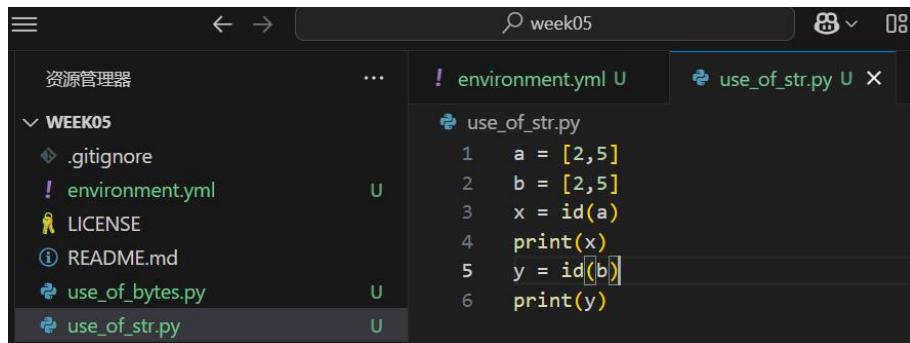 week05
资源管理器
...
WEEK05
.gitignore
! environment.yml U
LICENSE
README.md
use_of_bytes.py U
use_of_str.py U
! environment.yml U
use_of_str.py U
use_of_str.py
1 a = [2,5]
2 b = [2,5]
3 x = id(a)
4 print(x)
5 y = id(b)
6 print(y)